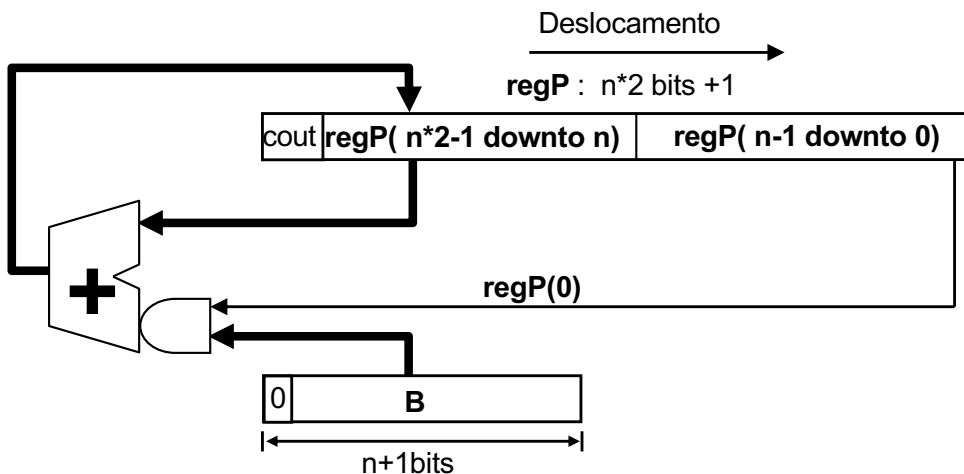 Deslocamento
regP : n*2 bits +1
cout regP( n*2-1 downto n) regP( n-1 downto 0)
+
regP(0)
0 B
n+1bits